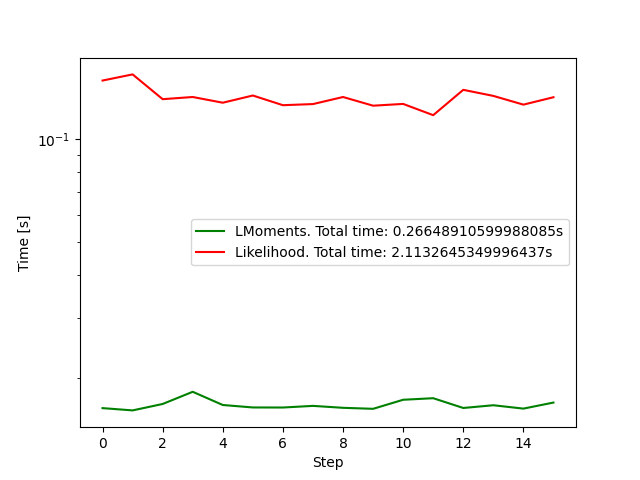 10⁻¹
Time [s]
LMoments. Total time: 0.26648910599988085s
Likelihood. Total time: 2.1132645349996437s
0 2 4 6 8 10 12 14
Step